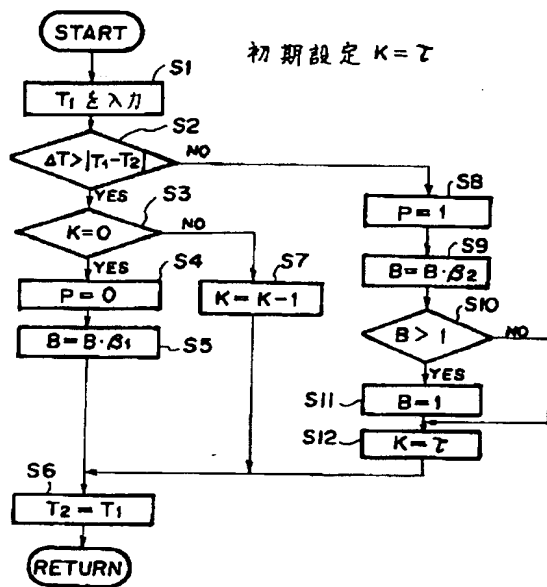 START
初期設定 K=τ
S1
T₁を入力
S2
ΔT>|T₁-T₂|
NO
YES
S3
K=0
NO
YES
S4
P=0
S5
B=B·β₁
S7
K=K-1
S8
P=1
S9
B=B·β₂
S10
B>1
NO
YES
S11
B=1
S12
K=τ
S6
T₂=T₁
RETURN